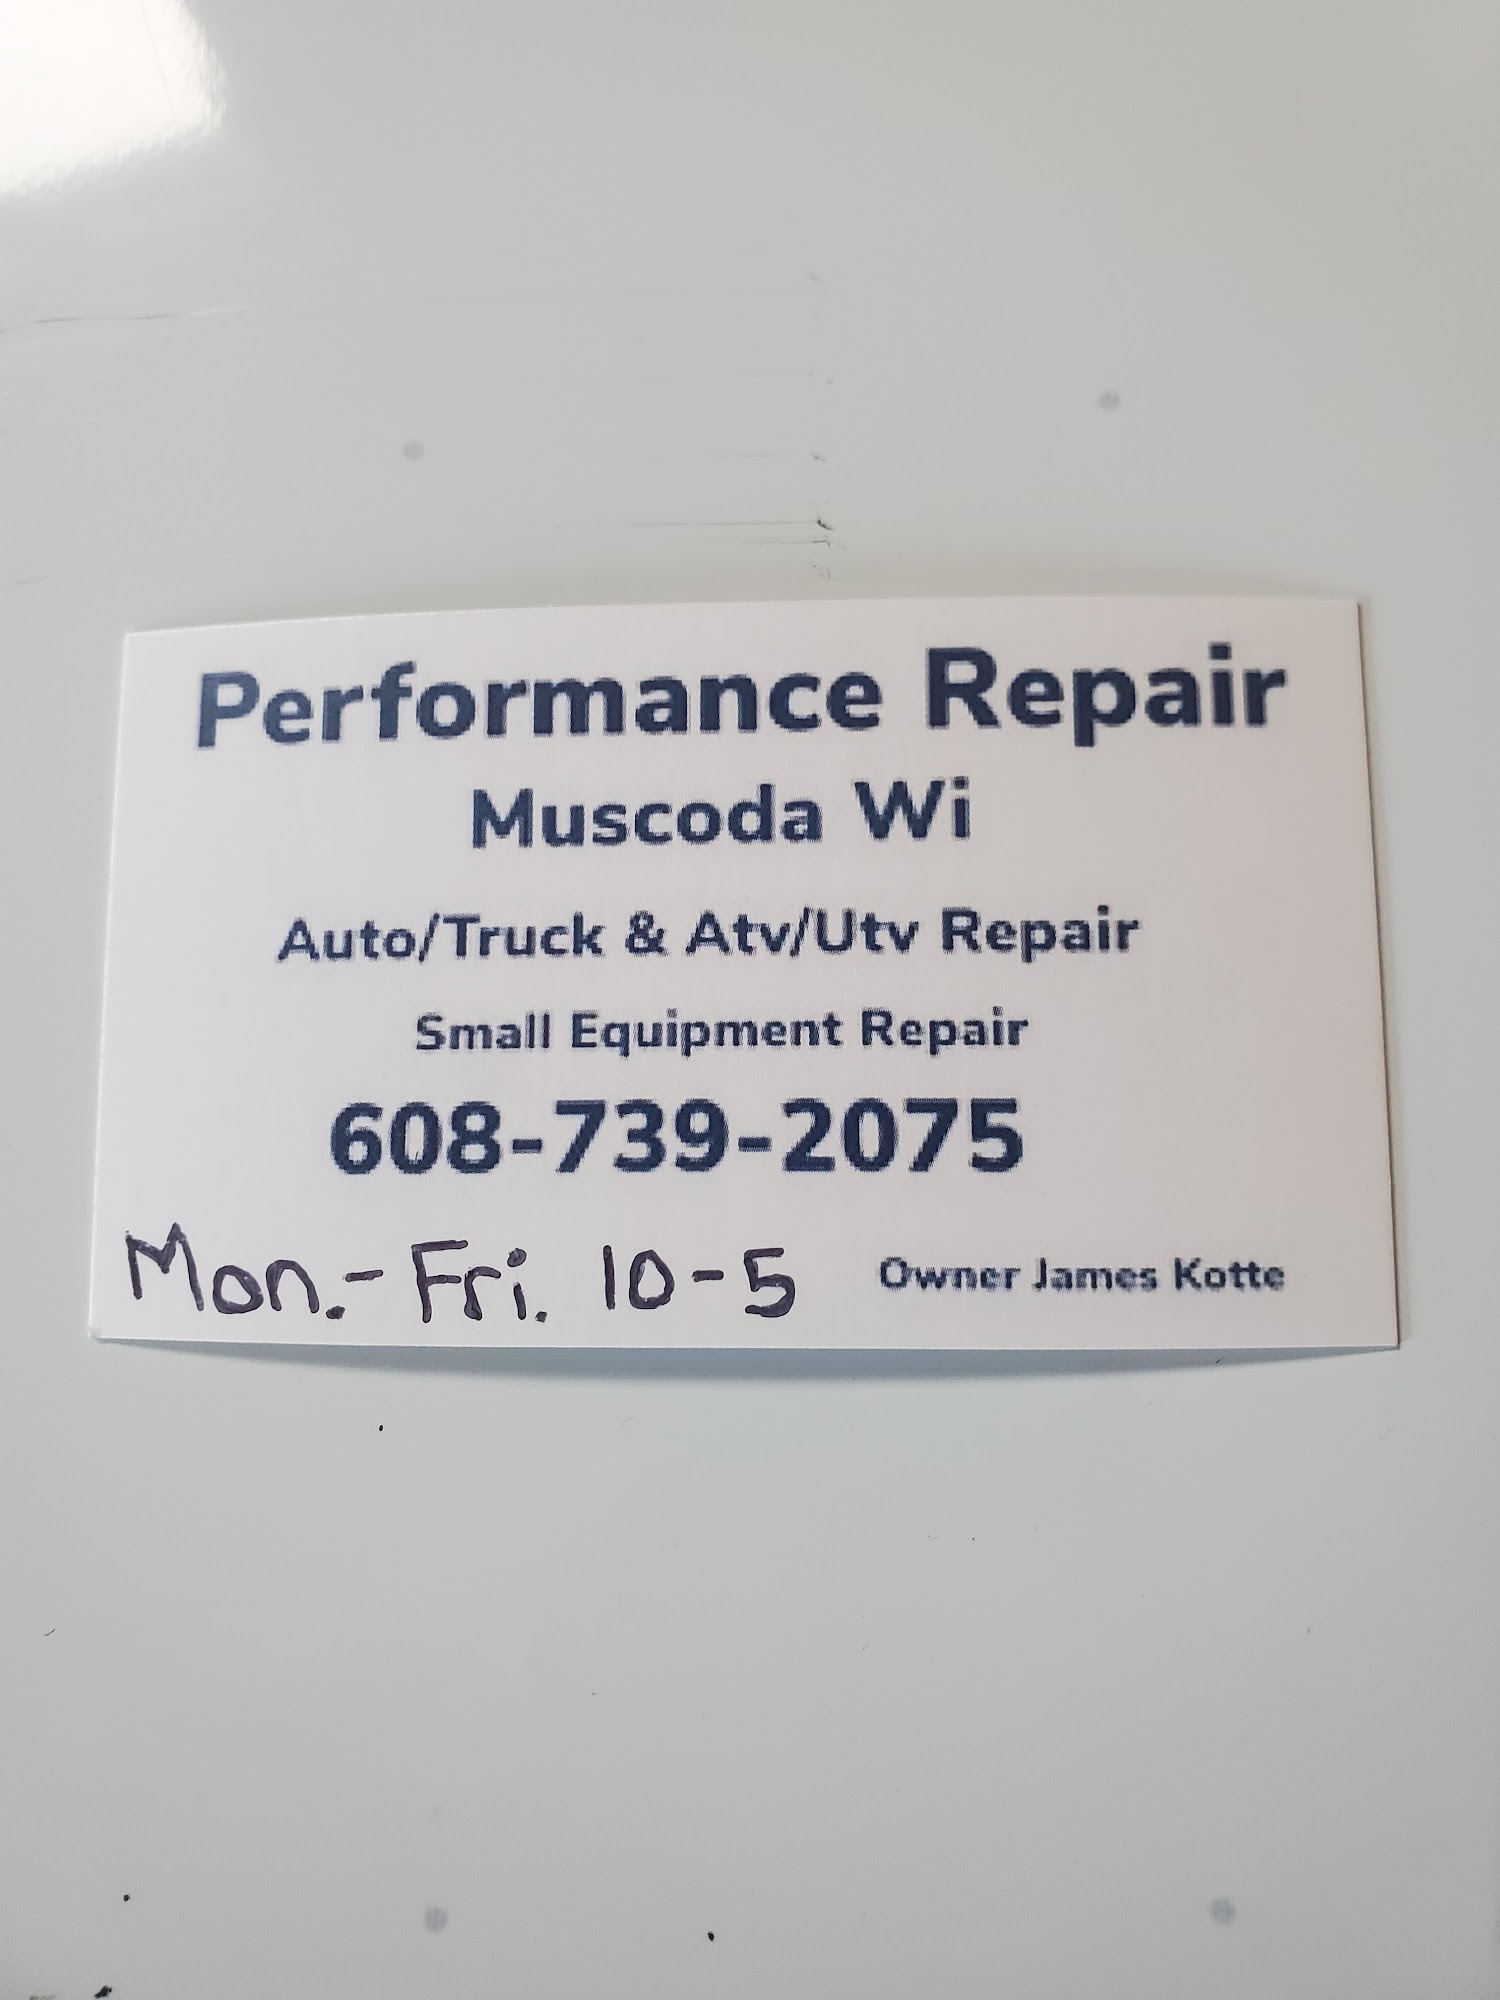 Performance Repair
Muscoda Wi
Auto/Truck & Atv/Utv Repair
Small Equipment Repair
608-739-2075
Mon.-Fri. 10-5 Owner James Kotte